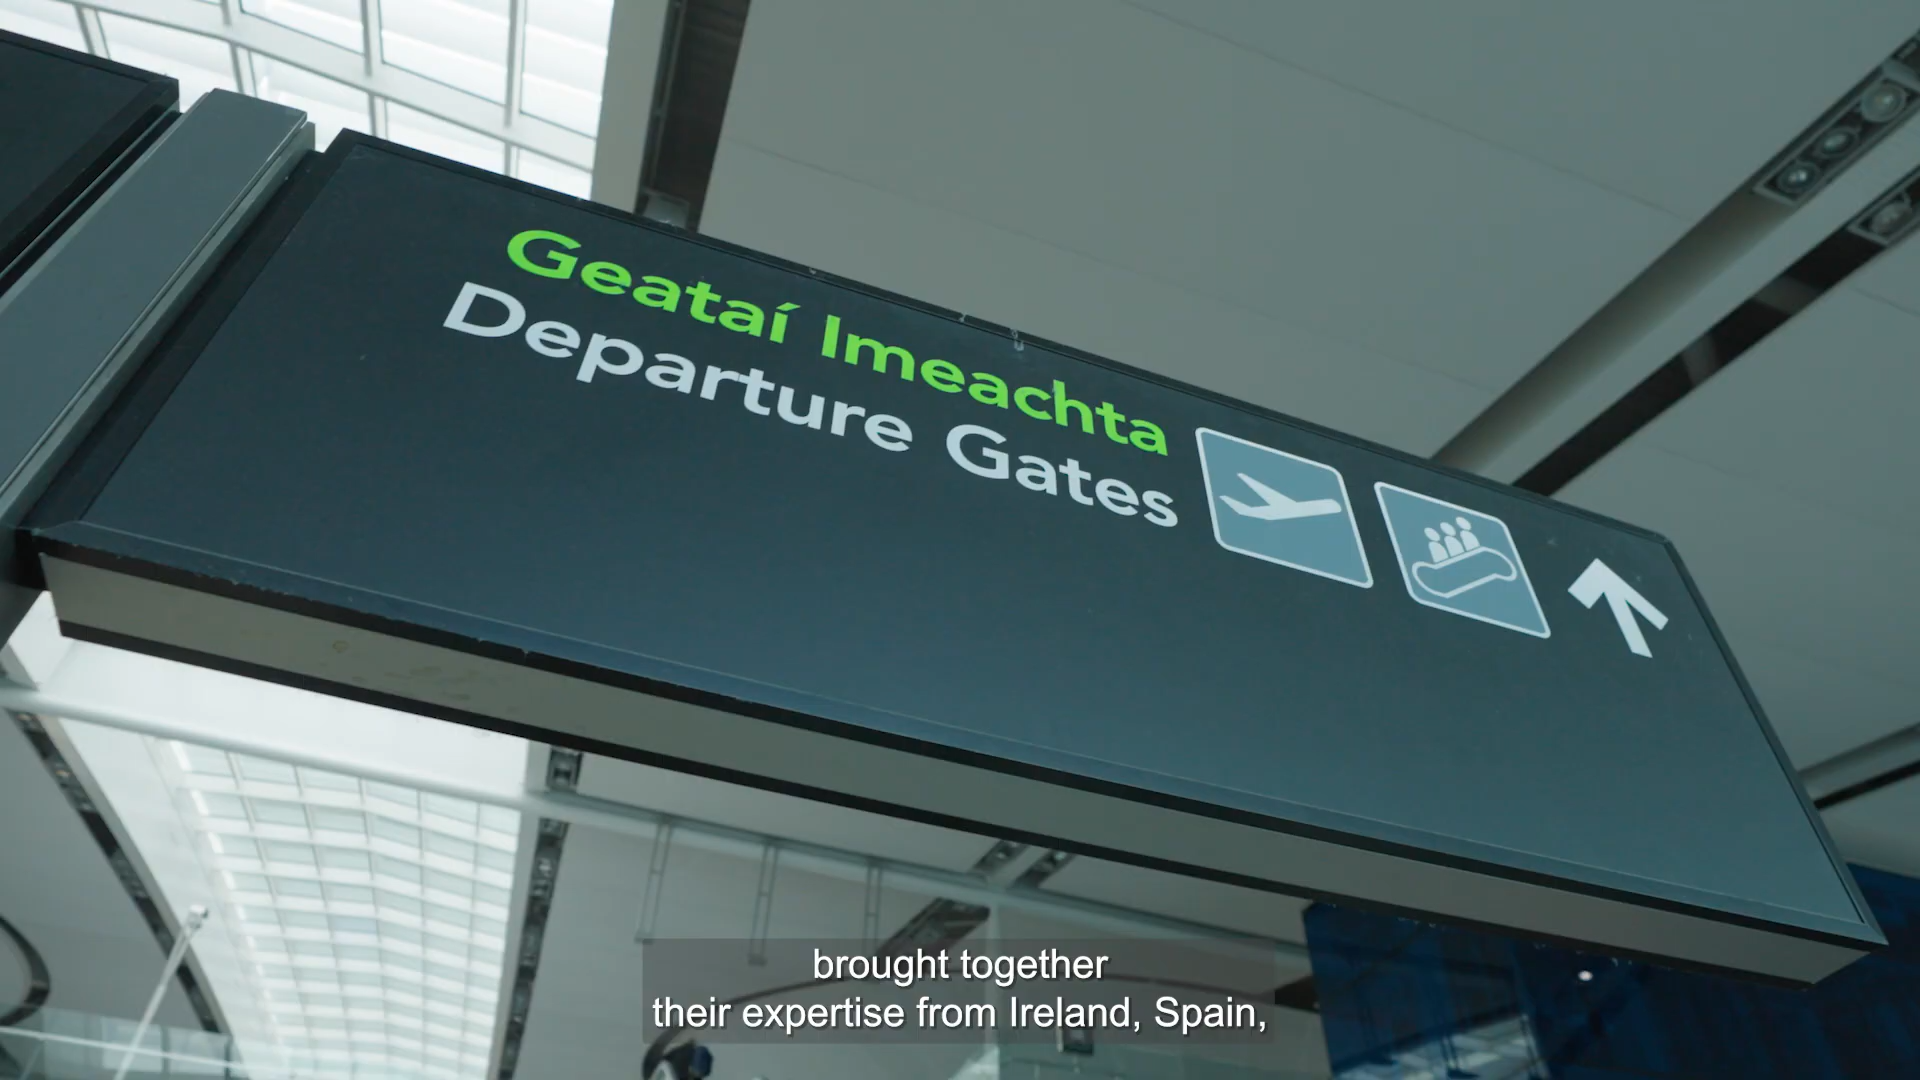 Geataí Imeachta
Departure Gates
brought together
their expertise from Ireland, Spain,